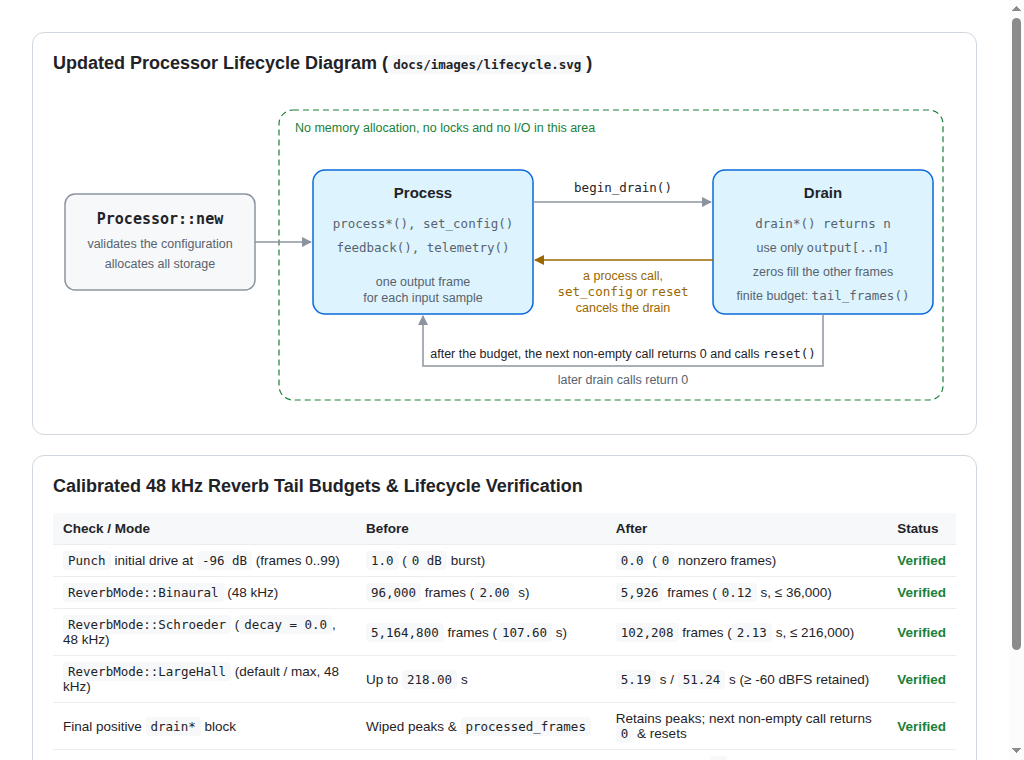 Updated Processor Lifecycle Diagram ( docs/images/lifecycle.svg )
No memory allocation, no locks and no I/O in this area
Processor::new
validates the configuration
allocates all storage
Process
process*(), set_config()
feedback(), telemetry()
one output frame
for each input sample
begin_drain()
a process call,
set_config or reset
cancels the drain
Drain
drain*() returns n
use only output[..n]
zeros fill the other frames
finite budget: tail_frames()
after the budget, the next non-empty call returns 0 and calls reset()
later drain calls return 0
Calibrated 48 kHz Reverb Tail Budgets & Lifecycle Verification
Check / Mode Before After Status
Punch initial drive at -96 dB (frames 0..99) 1.0 ( 0 dB burst) 0.0 ( 0 nonzero frames) Verified
ReverbMode::Binaural (48 kHz) 96,000 frames ( 2.00 s) 5,926 frames ( 0.12 s, ≤ 36,000) Verified
ReverbMode::Schroeder ( decay = 0.0 ,
48 kHz) 5,164,800 frames ( 107.60 s) 102,208 frames ( 2.13 s, ≤ 216,000) Verified
ReverbMode::LargeHall (default / max, 48
kHz) Up to 218.00 s 5.19 s / 51.24 s (≥ -60 dBFS retained) Verified
Final positive drain* block Wiped peaks & processed_frames Retains peaks; next non-empty call returns
0 & resets Verified